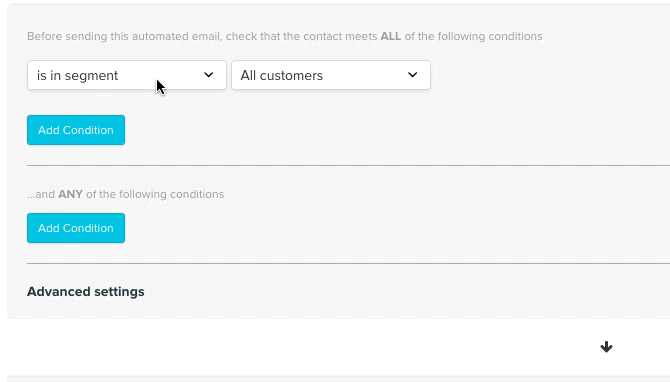 Before sending this automated email, check that the contact meets ALL of the following conditions
is in segment All customers
Add Condition
...and ANY of the following conditions
Add Condition
Advanced settings